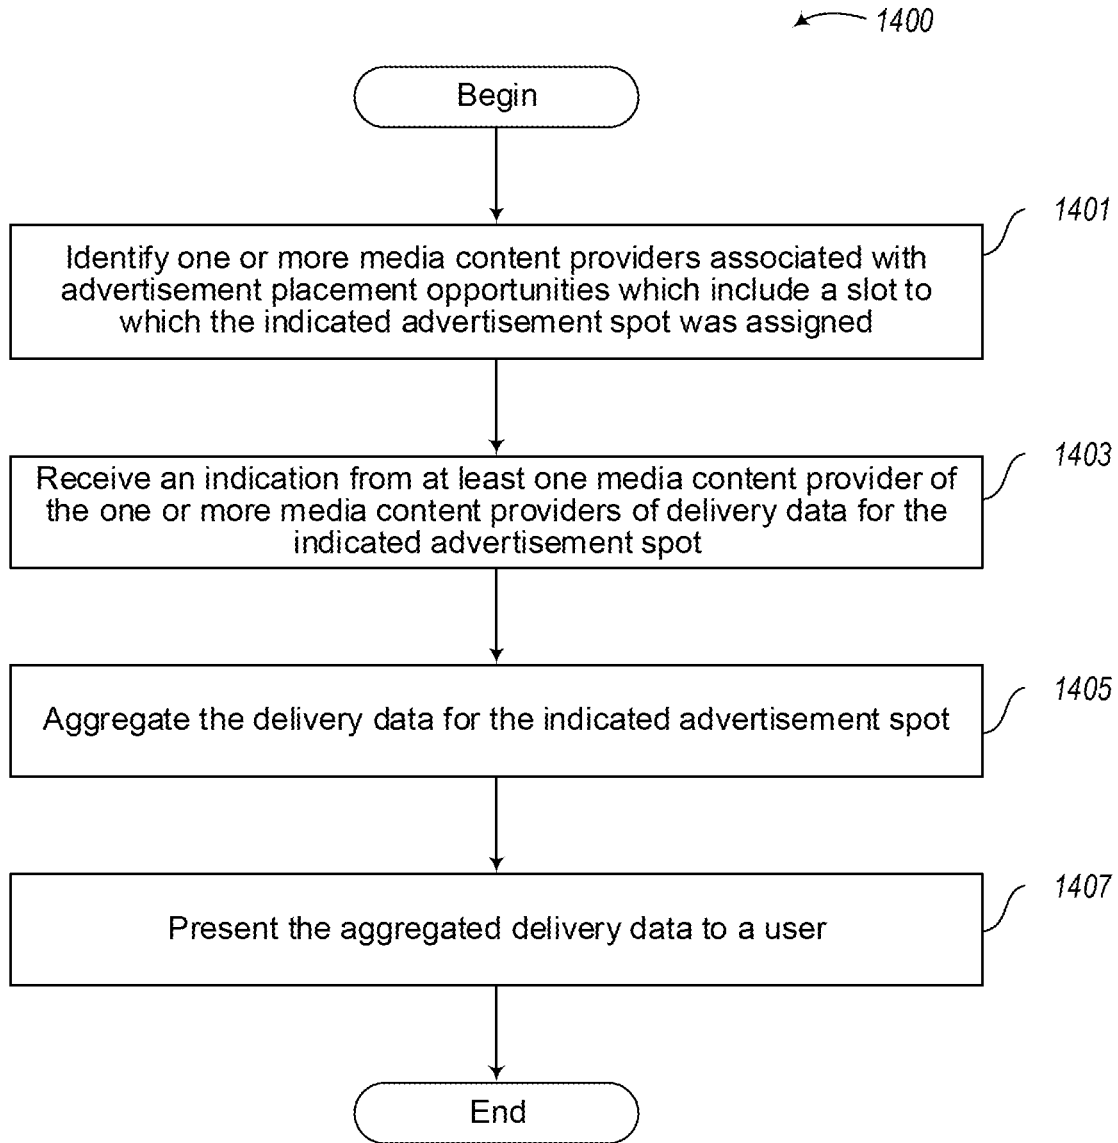 1400
Begin
1401
Identify one or more media content providers associated with
advertisement placement opportunities which include a slot to
which the indicated advertisement spot was assigned
1403
Receive an indication from at least one media content provider of
the one or more media content providers of delivery data for the
indicated advertisement spot
1405
Aggregate the delivery data for the indicated advertisement spot
1407
Present the aggregated delivery data to a user
End